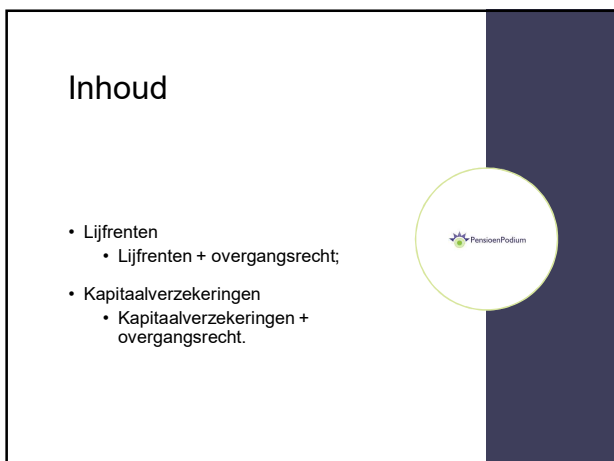 Inhoud
• Lijfrenten
• Lijfrenten + overgangsrecht;
• Kapitaalverzekeringen
• Kapitaalverzekeringen +
overgangsrecht.
PensioenPodium